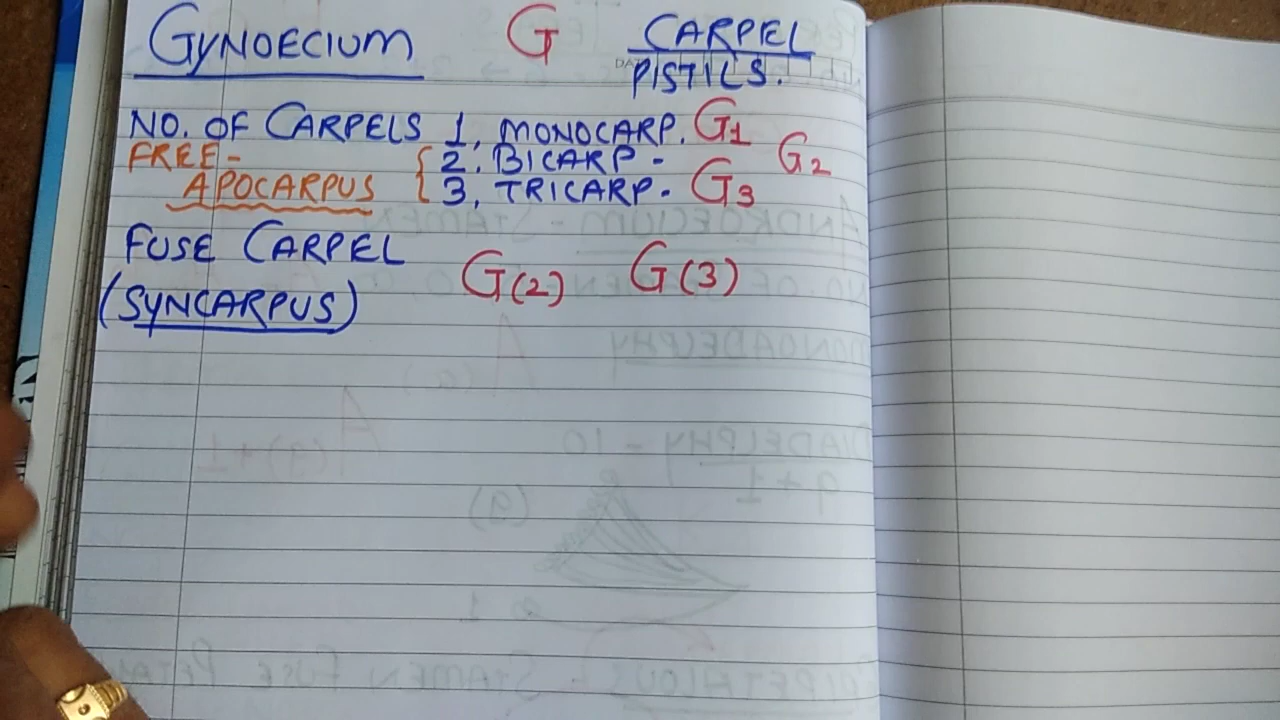 GYNOECIUM G CARPEL
PISTILS.
NO. OF CARPELS 1, MONOCARP. G1
FREE- 2. BICARP - G2
APOCARPUS 3, TRICARP - G3
FUSE CARPEL G(2) G(3)
(SYNCARPUS)